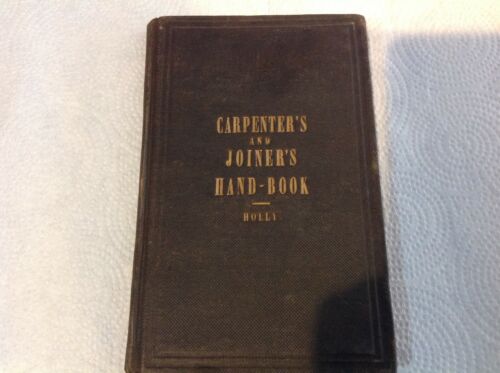 CARPENTER'S
AND
JOINER'S
HAND-BOOK
HOLLY